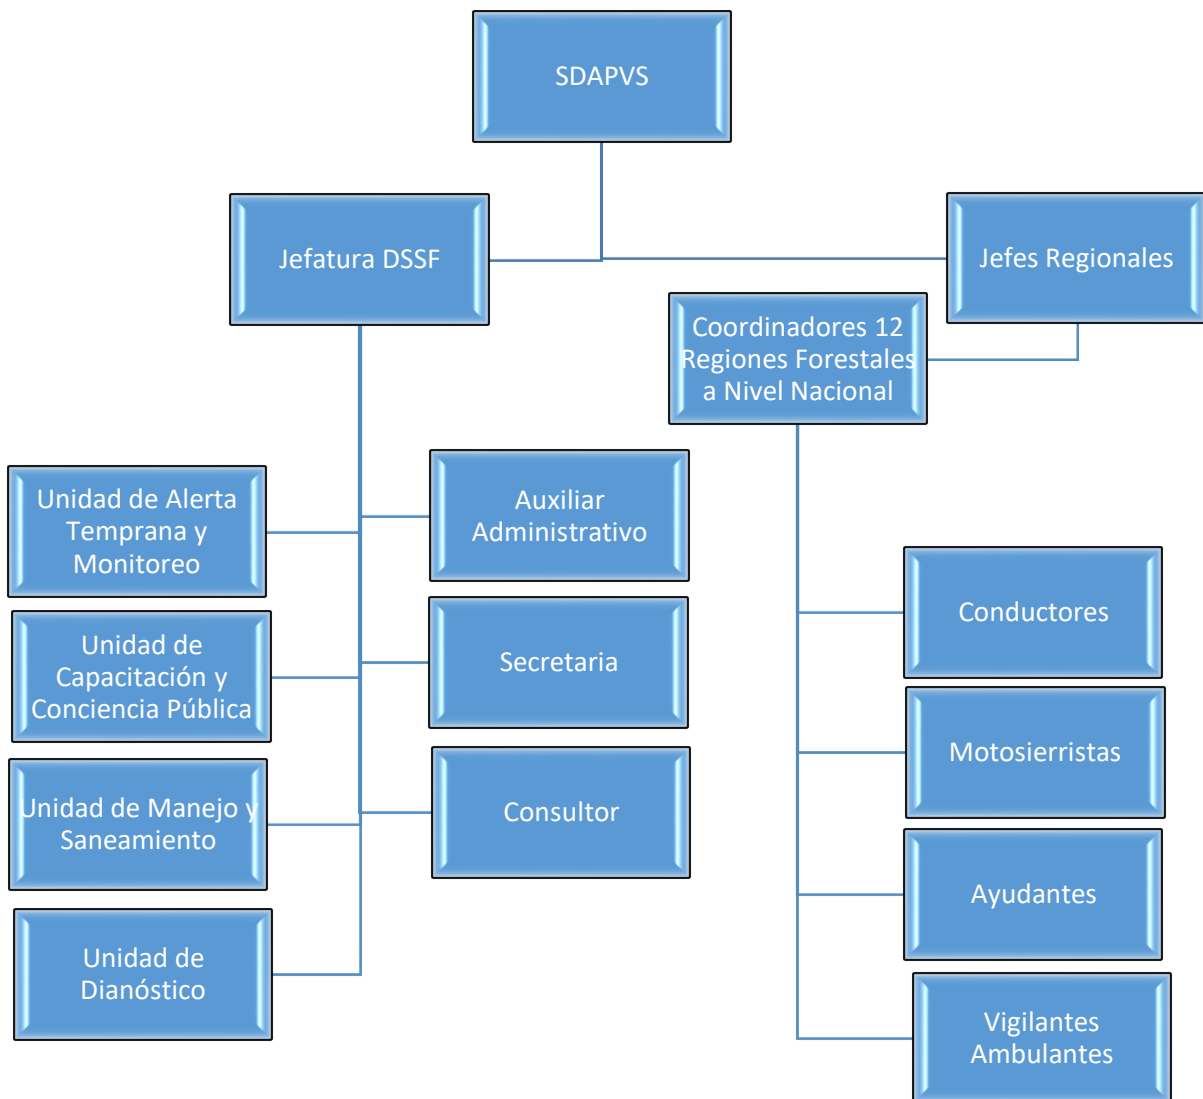 SDAPVS
Jefatura DSSF
Jefes Regionales
Coordinadores 12
Regiones Forestales
a Nivel Nacional
Unidad de Alerta
Temprana y
Monitoreo
Auxiliar
Administrativo
Unidad de
Capacitación y
Conciencia Pública
Secretaria
Unidad de Manejo y
Saneamiento
Consultor
Unidad de
Dianóstico
Conductores
Motosierristas
Ayudantes
Vigilantes
Ambulantes